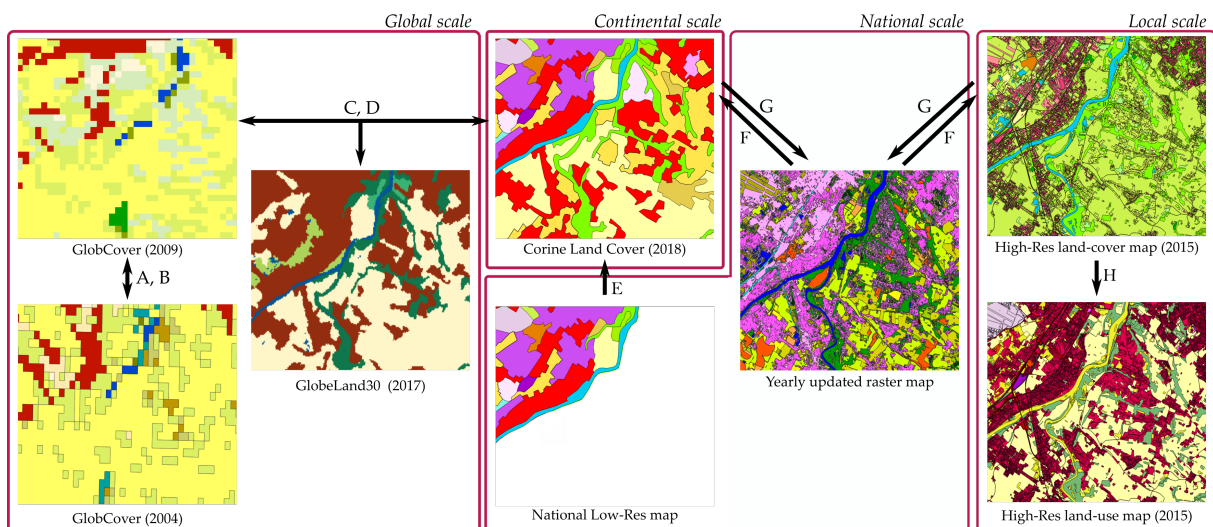 Global scale
Continental scale
National scale
Local scale
C, D
G
F
G
F
GlobCover (2009)
Corine Land Cover (2018)
High-Res land-cover map (2015)
A, B
E
H
GlobeLand30 (2017)
Yearly updated raster map
GlobCover (2004)
National Low-Res map
High-Res land-use map (2015)